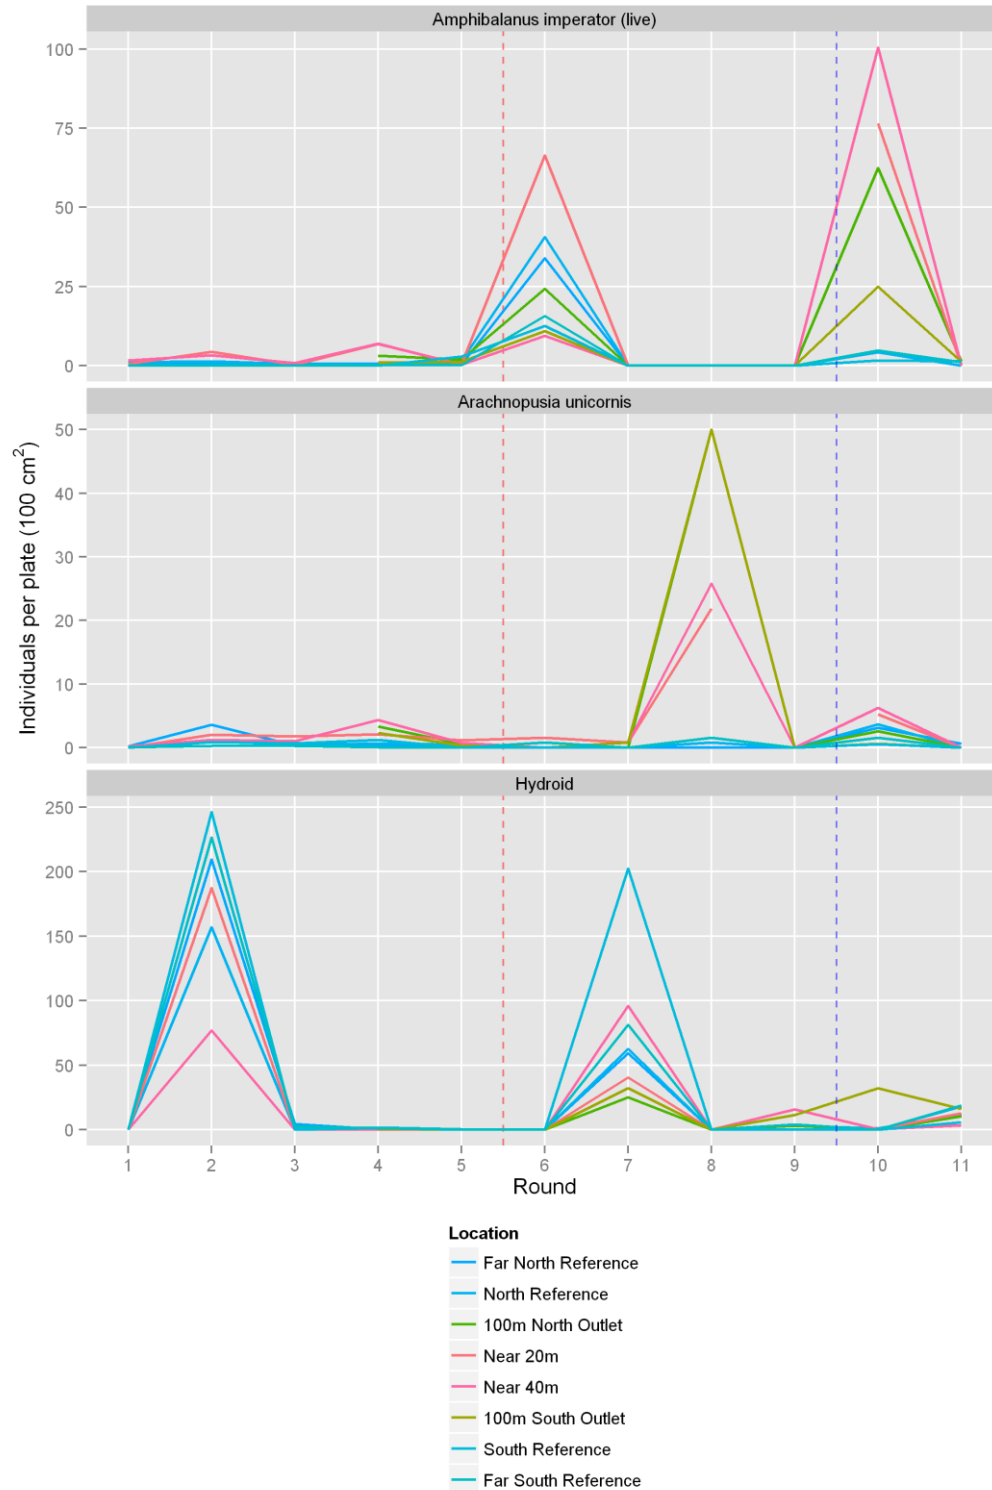 Amphibalanus imperator (live)
100
75
50
25
0
Arachnopusia unicornis
50
40
30
20
10
0
Hydroid
250
200
150
100
50
0
Individuals per plate (100 cm²)
1 2 3 4 5 6 7 8 9 10 11
Round
Location
Far North Reference
North Reference
100m North Outlet
Near 20m
Near 40m
100m South Outlet
South Reference
Far South Reference